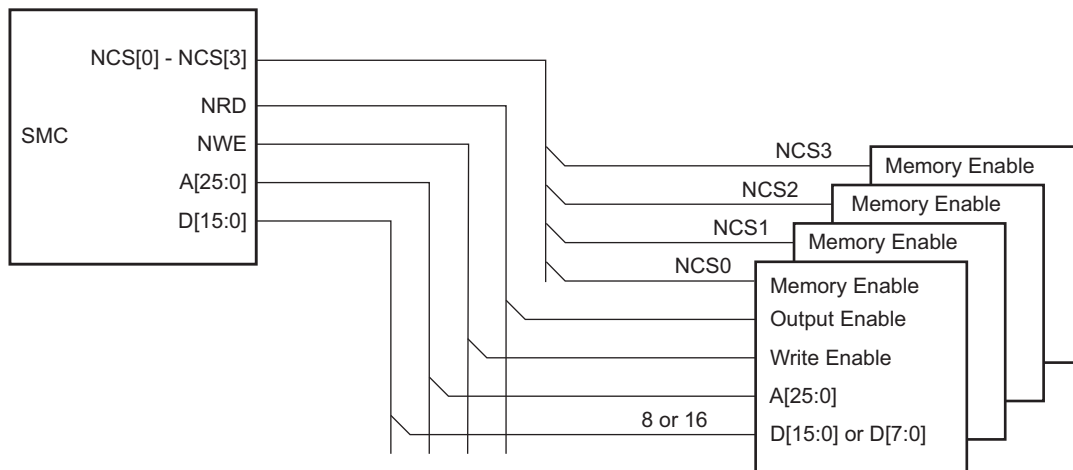 NCS[0] - NCS[3]
NRD
SMC
NWE
A[25:0]
D[15:0]
NCS3
Memory Enable
NCS2
Memory Enable
NCS1
Memory Enable
NCS0
Memory Enable
Output Enable
Write Enable
A[25:0]
8 or 16
D[15:0] or D[7:0]